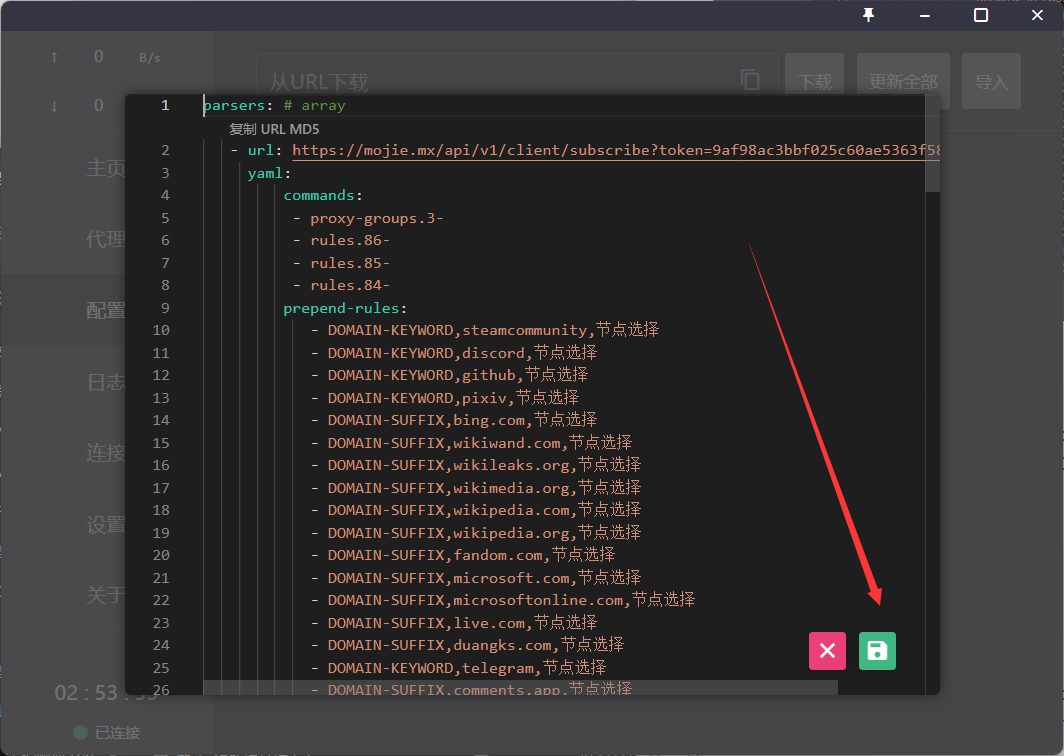 ↑ 0 B/s
↓ 0
从URL下载
下载
更新全部
导入
主页
代理
配置
日志
连接
设置
关于
1 parsers: # array
复制 URL MD5
2 - url: https://mojie.mx/api/v1/client/subscribe?token=9af98ac3bbf025c60ae5363f58
3 yaml:
4 commands:
5 - proxy-groups.3-
6 - rules.86-
7 - rules.85-
8 - rules.84-
9 prepend-rules:
10 - DOMAIN-KEYWORD,steamcommunity,节点选择
11 - DOMAIN-KEYWORD,discord,节点选择
12 - DOMAIN-KEYWORD,github,节点选择
13 - DOMAIN-KEYWORD,pixiv,节点选择
14 - DOMAIN-SUFFIX,bing.com,节点选择
15 - DOMAIN-SUFFIX,wikiwand.com,节点选择
16 - DOMAIN-SUFFIX,wikileaks.org,节点选择
17 - DOMAIN-SUFFIX,wikimedia.org,节点选择
18 - DOMAIN-SUFFIX,wikipedia.com,节点选择
19 - DOMAIN-SUFFIX,wikipedia.org,节点选择
20 - DOMAIN-SUFFIX,fandom.com,节点选择
21 - DOMAIN-SUFFIX,microsoft.com,节点选择
22 - DOMAIN-SUFFIX,microsoftonline.com,节点选择
23 - DOMAIN-SUFFIX,live.com,节点选择
24 - DOMAIN-SUFFIX,duangks.com,节点选择
25 - DOMAIN-KEYWORD,telegram,节点选择
26 - DOMAIN-SUFFIX,comments.app,节点选择
02 : 53 :
已连接